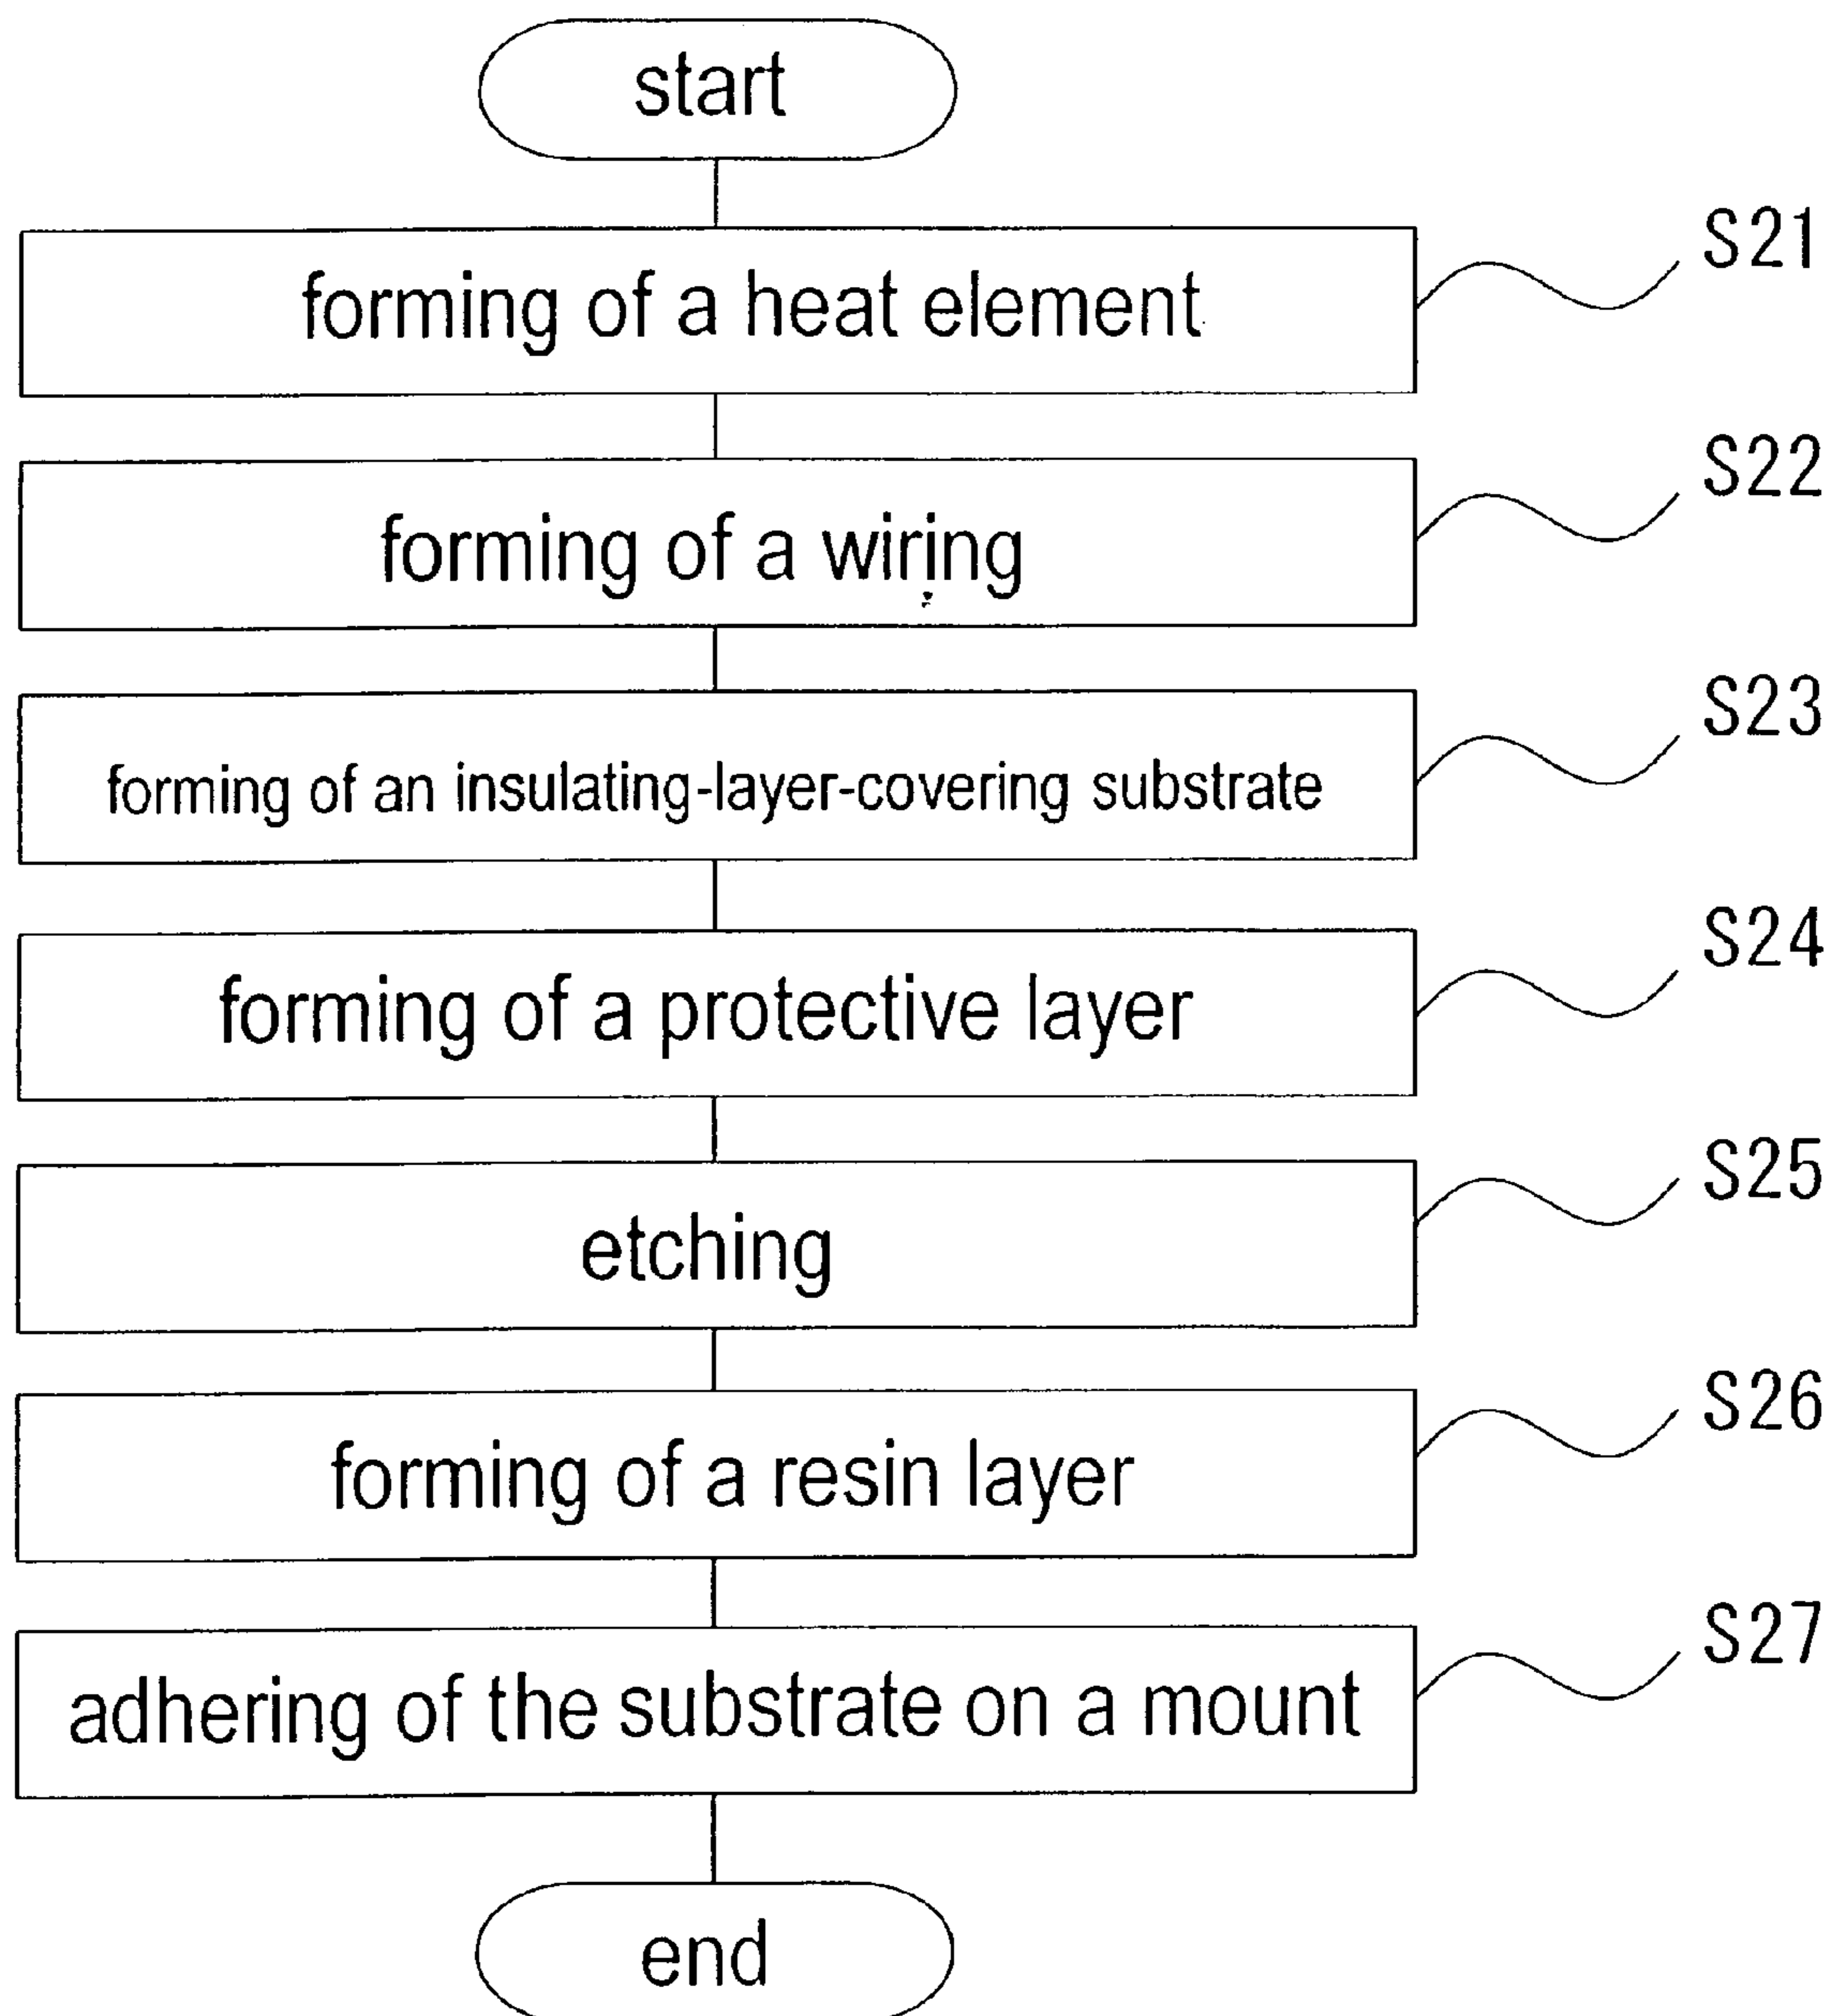 start
forming of a heat element
S21
forming of a wiring
S22
forming of an insulating-layer-covering substrate
S23
forming of a protective layer
S24
etching
S25
forming of a resin layer
S26
adhering of the substrate on a mount
S27
end